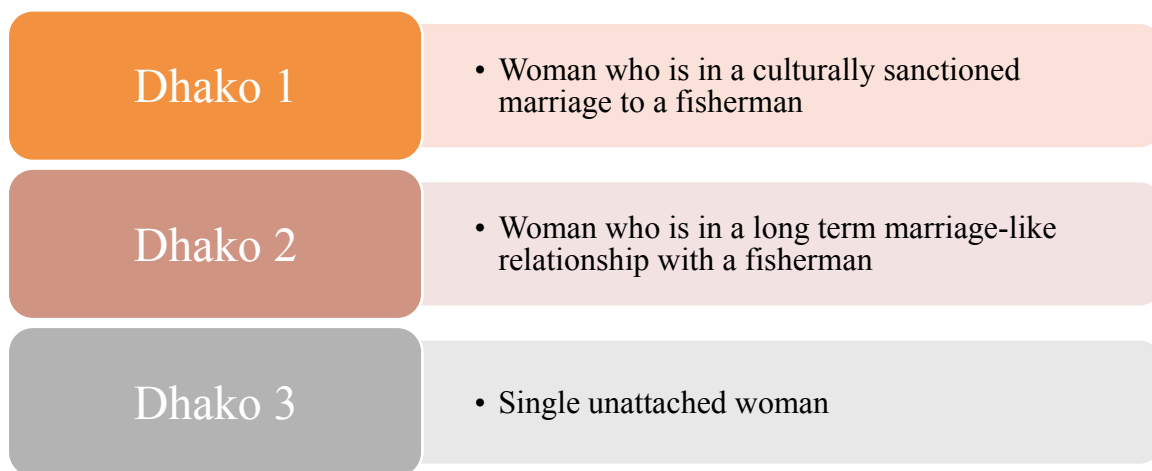 Dhako 1
• Woman who is in a culturally sanctioned
marriage to a fisherman
Dhako 2
• Woman who is in a long term marriage-like
relationship with a fisherman
Dhako 3
• Single unattached woman